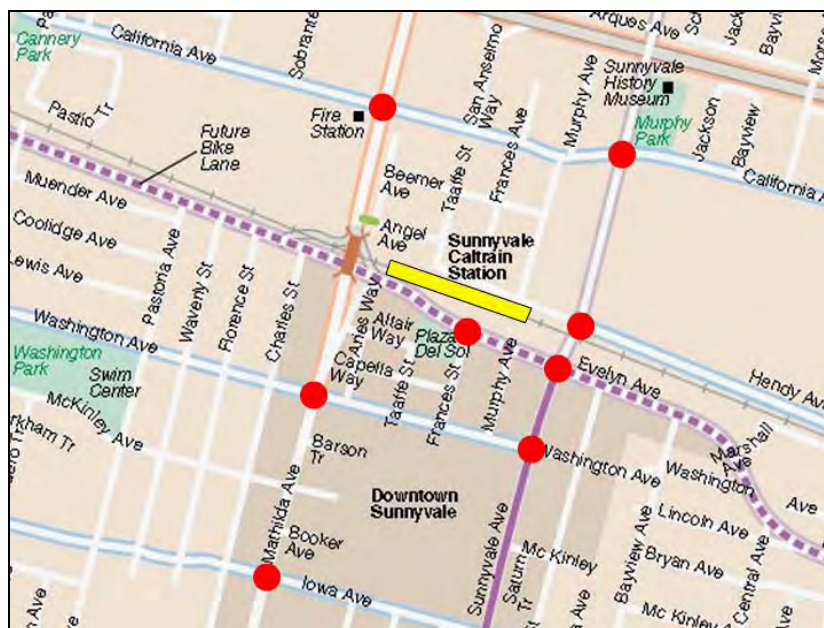 Cannery
Park
California Ave
Sobrante
Arques Ave
Bayview
San Anselmo
Way
Murphy Ave
Sunnyvale
History
Museum
Murphy
Park
Jackson
Bayview
California
Pastio Tr
Future
Bike
Lane
Fire
Station
Beemer
Ave
Taaffe St
Frances Ave
Angel
Ave
Sunnyvale
Caltrain
Station
Muender Ave
Coolidge Ave
Lewis Ave
Pastoria Ave
Waverly St
Florence St
Charles St
Washington Ave
Washington
Park
Swim
Center
McKinley Ave
Aries Way
Altair
Way
Capella
Way
Plaza
Del Sol
Taaffe St
Frances St
Murphy Ave
Evelyn Ave
Hendy Ave
Barson
Tr
Washington Ave
Washington
Ave
Marshall
Ave
Downtown
Sunnyvale
Mathilda Ave
Booker
Ave
Iowa Ave
Sunnyvale Ave
Saturn
Tr
Mc Kinley
Bayview Ave
Lincoln Ave
Bryan Ave
Mc Kinley
Central Ave